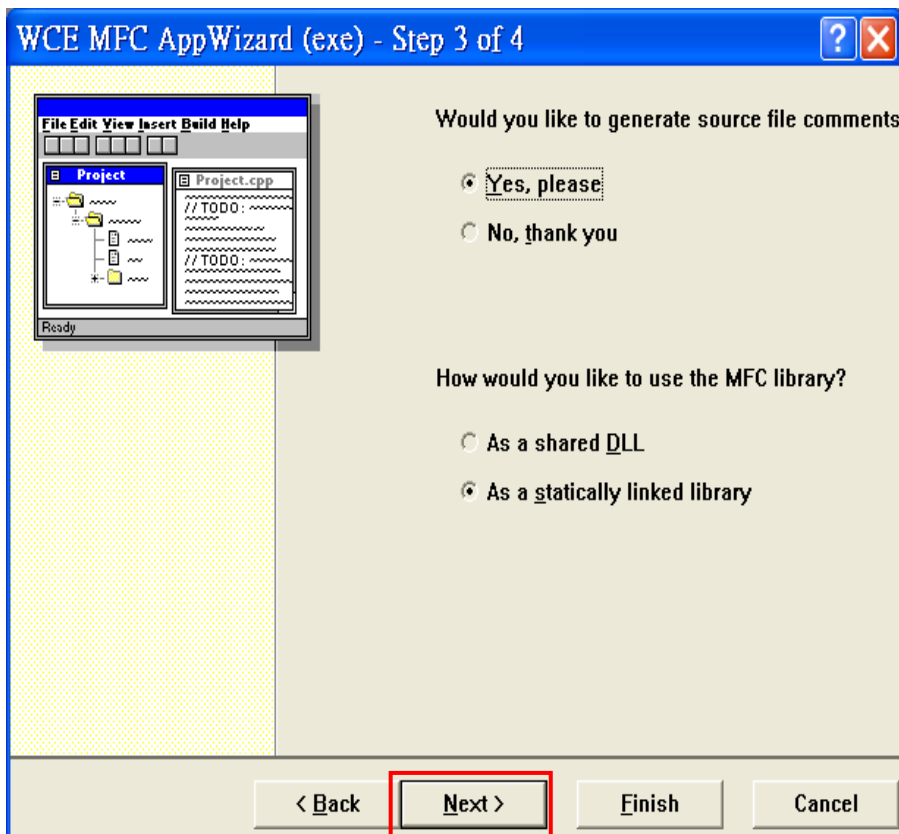 WCE MFC AppWizard (exe) - Step 3 of 4
File Edit View Insert Build Help
Project
Project.cpp
// TODO:
// TODO:
Ready
Would you like to generate source file comments
Yes, please
No, thank you
How would you like to use the MFC library?
As a shared DLL
As a statically linked library
< Back
Next >
Finish
Cancel